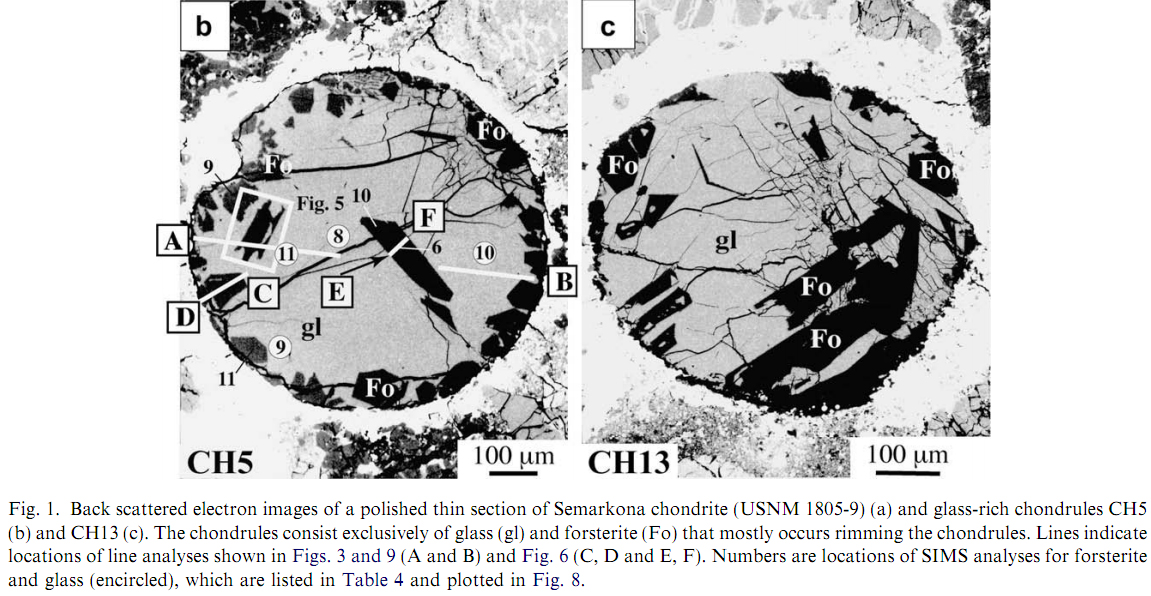 b
c
Fo
Fo
Fo
Fo
9
Fig. 5
10
F
8
6
A
11
10
gl
B
C
E
Fo
D
gl
Fo
9
11
Fo
CH5
100 µm
CH13
100 µm
Fig. 1. Back scattered electron images of a polished thin section of Semarkona chondrite (USNM 1805-9) (a) and glass-rich chondrules CH5
(b) and CH13 (c). The chondrules consist exclusively of glass (gl) and forsterite (Fo) that mostly occurs rimming the chondrules. Lines indicate
locations of line analyses shown in Figs. 3 and 9 (A and B) and Fig. 6 (C, D and E, F). Numbers are locations of SIMS analyses for forsterite
and glass (encircled), which are listed in Table 4 and plotted in Fig. 8.